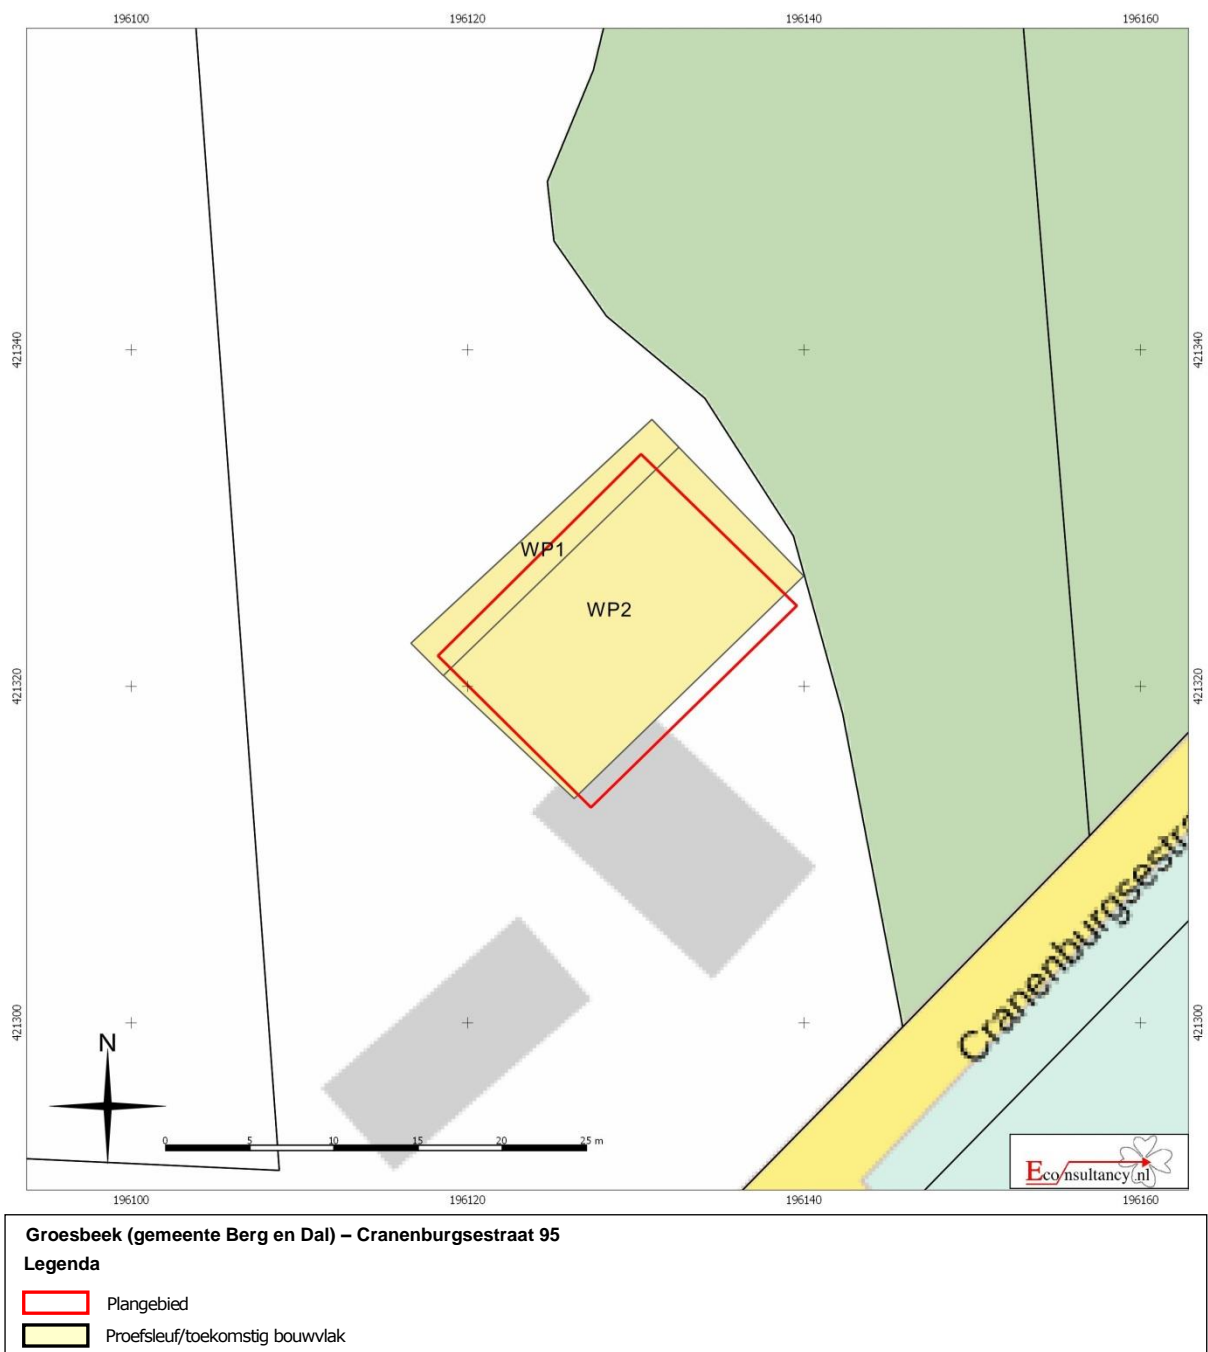 196100 196120 196140 196160
421340 421340
WP1
WP2
421320 421320
Cranenburgsestr
421300 421300
N
0 5 10 15 20 25 m
Econsultancy.nl
196100 196120 196140 196160
Groesbeek (gemeente Berg en Dal) – Cranenburgsestraat 95
Legenda
Plangebied
Proefsleuf/toekomstig bouwvlak